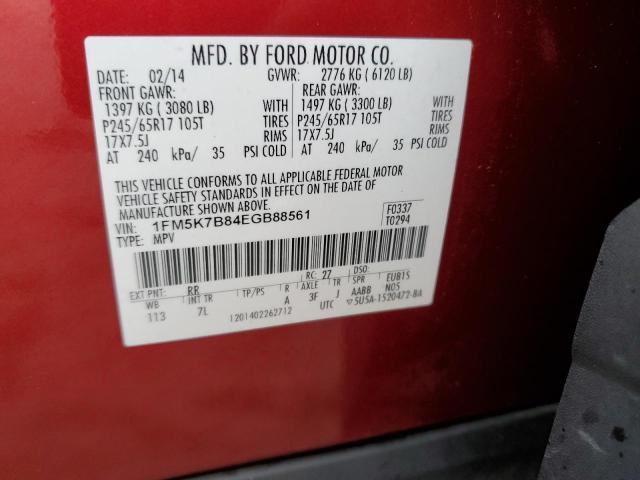 MFD. BY FORD MOTOR CO.
DATE: 02/14 GVWR: 2776 KG ( 6120 LB)
FRONT GAWR: REAR GAWR:
1397 KG ( 3080 LB) WITH 1497 KG ( 3300 LB) WITH
P245/65R17 105T TIRES P245/65R17 105T TIRES
17X7.5J RIMS 17X7.5J RIMS
AT 240 kPa/ 35 PSI COLD AT 240 kPa/ 35 PSI COLD
THIS VEHICLE CONFORMS TO ALL APPLICABLE FEDERAL MOTOR
VEHICLE SAFETY STANDARDS IN EFFECT ON THE DATE OF
MANUFACTURE SHOWN ABOVE.
VIN: 1FM5K7B84EGB88561 F0337
TYPE: MPV T0294
EXT PNT: RR RC: 27 DSO:
WB INT TR TP/PS R AXLE TR SPR EUB15
113 7L A 3F J AABB N05
1201402262712 UTC ▽5U5A-1520472-BA